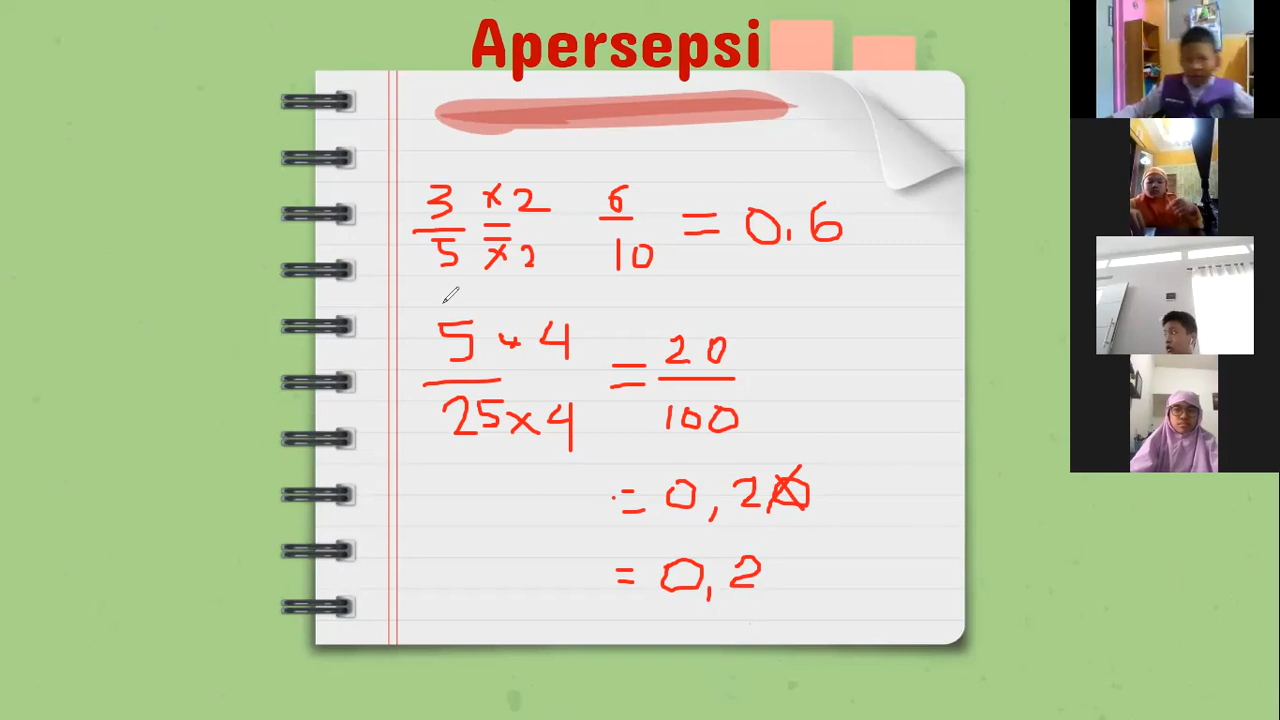 Apersepsi
3/5 ×2/×2 = 6/10 = 0.6
5 × 4 / 25 × 4 = 20/100
= 0,20
= 0,2